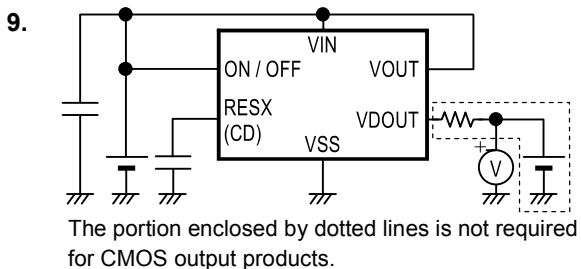 9.
VIN
ON / OFF
VOUT
RESX
(CD)
VDOUT
VSS
+
V
The portion enclosed by dotted lines is not required
for CMOS output products.